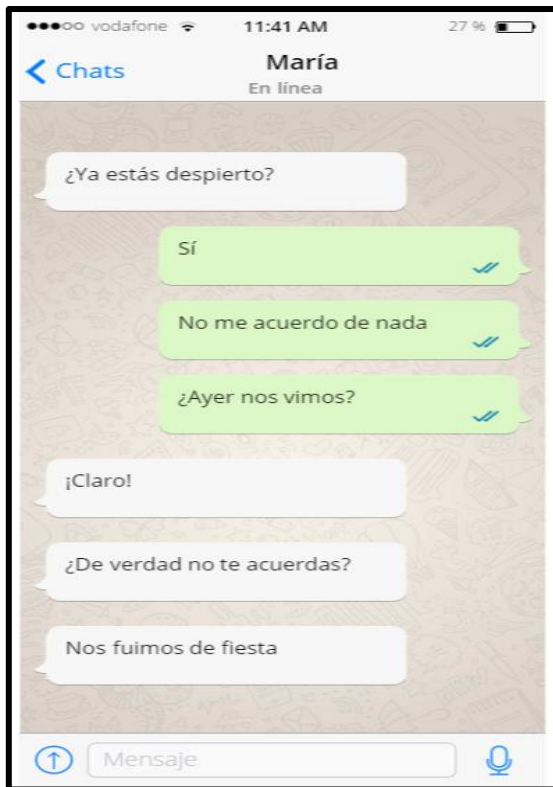 vodafone 11:41 AM 27 %
Chats María
En línea
¿Ya estás despierto?
Sí
No me acuerdo de nada
¿Ayer nos vimos?
¡Claro!
¿De verdad no te acuerdas?
Nos fuimos de fiesta
Mensaje